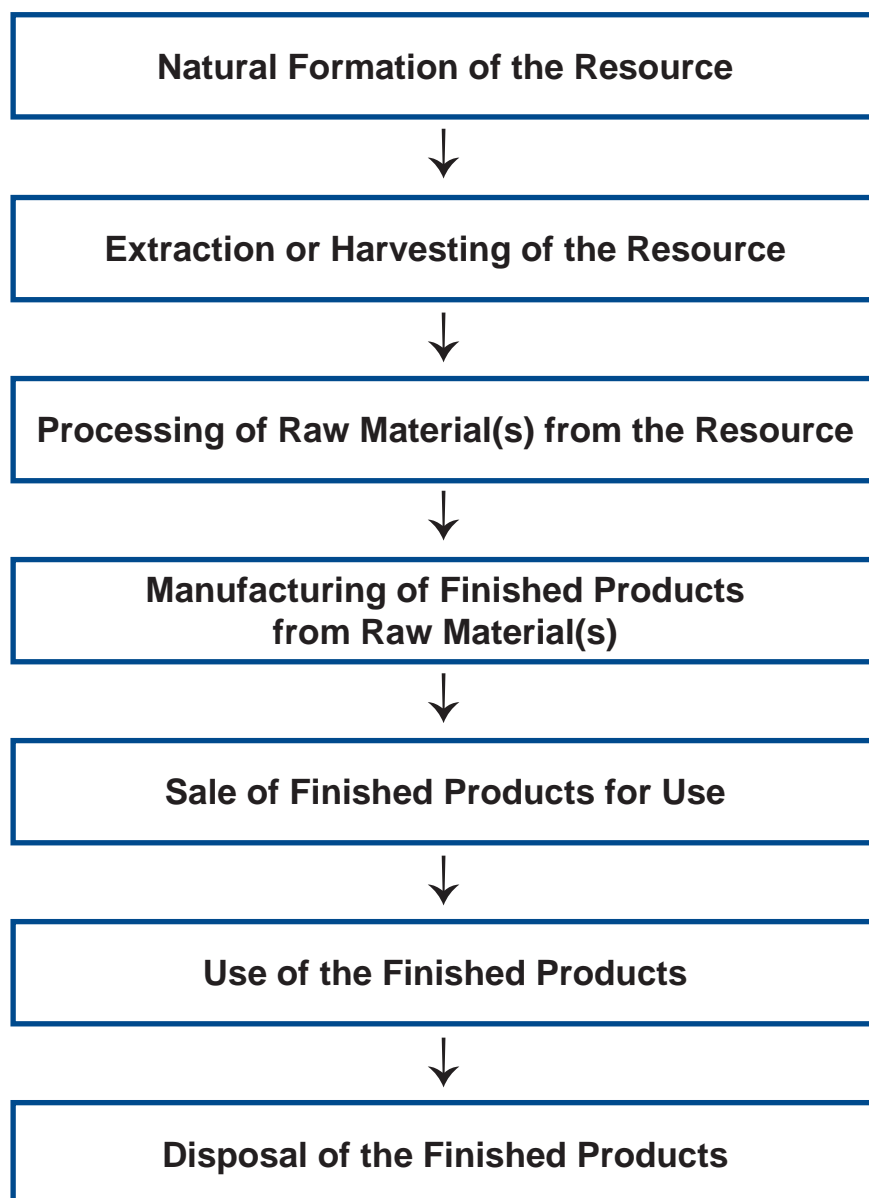 Natural Formation of the Resource
Extraction or Harvesting of the Resource
Processing of Raw Material(s) from the Resource
Manufacturing of Finished Products
from Raw Material(s)
Sale of Finished Products for Use
Use of the Finished Products
Disposal of the Finished Products